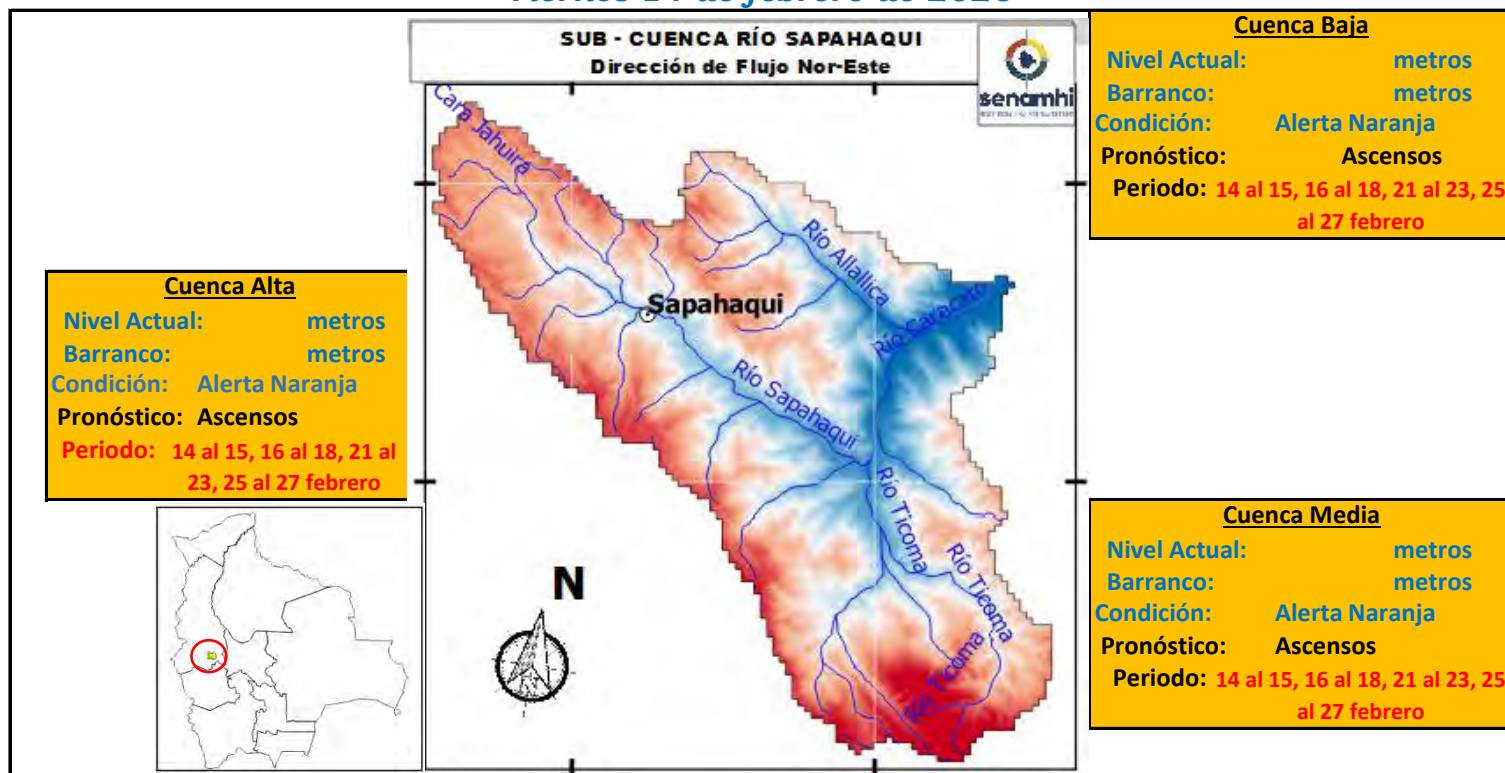 SUB - CUENCA RÍO SAPAHAQUI
Dirección de Flujo Nor-Este
senamhi
Cuenca Baja
Nivel Actual: metros
Barranco: metros
Condición: Alerta Naranja
Pronóstico: Ascensos
Periodo: 14 al 15, 16 al 18, 21 al 23, 25
al 27 febrero
Cuenca Alta
Nivel Actual: metros
Barranco: metros
Condición: Alerta Naranja
Pronóstico: Ascensos
Periodo: 14 al 15, 16 al 18, 21 al
23, 25 al 27 febrero
Cara Jahuira
Río Allallica
Río Caracato
Sapahaqui
Río Sapahaqui
Río Ticoma
Río Ticoma
Río Ticoma
N
Cuenca Media
Nivel Actual: metros
Barranco: metros
Condición: Alerta Naranja
Pronóstico: Ascensos
Periodo: 14 al 15, 16 al 18, 21 al 23, 25
al 27 febrero